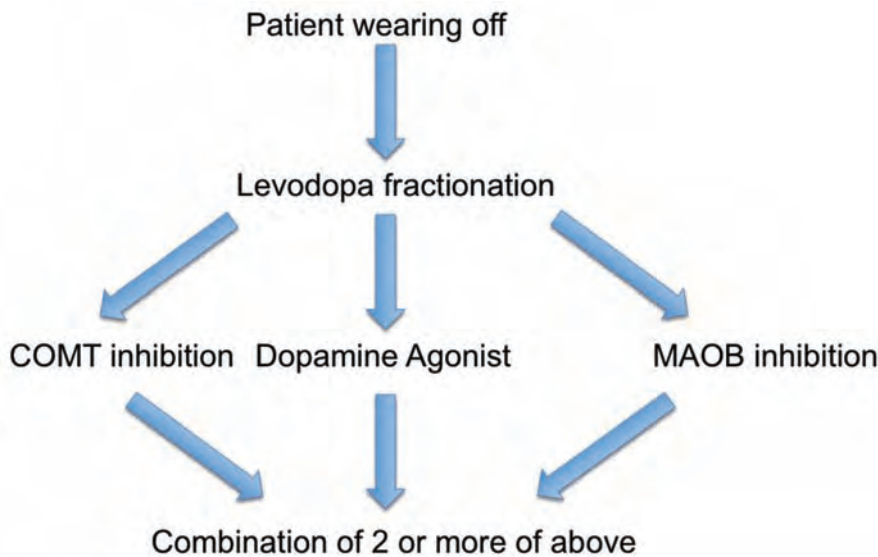 Patient wearing off
Levodopa fractionation
COMT inhibition Dopamine Agonist MAOB inhibition
Combination of 2 or more of above